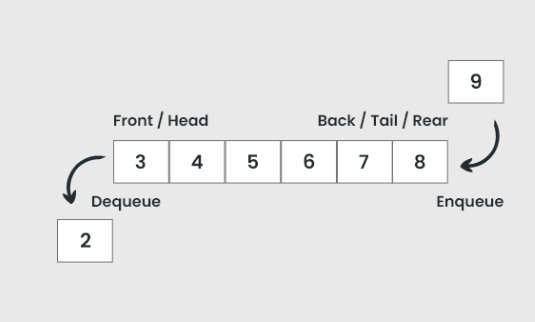 9
Front / Head
Back / Tail / Rear
3 4 5 6 7 8
Dequeue
Enqueue
2